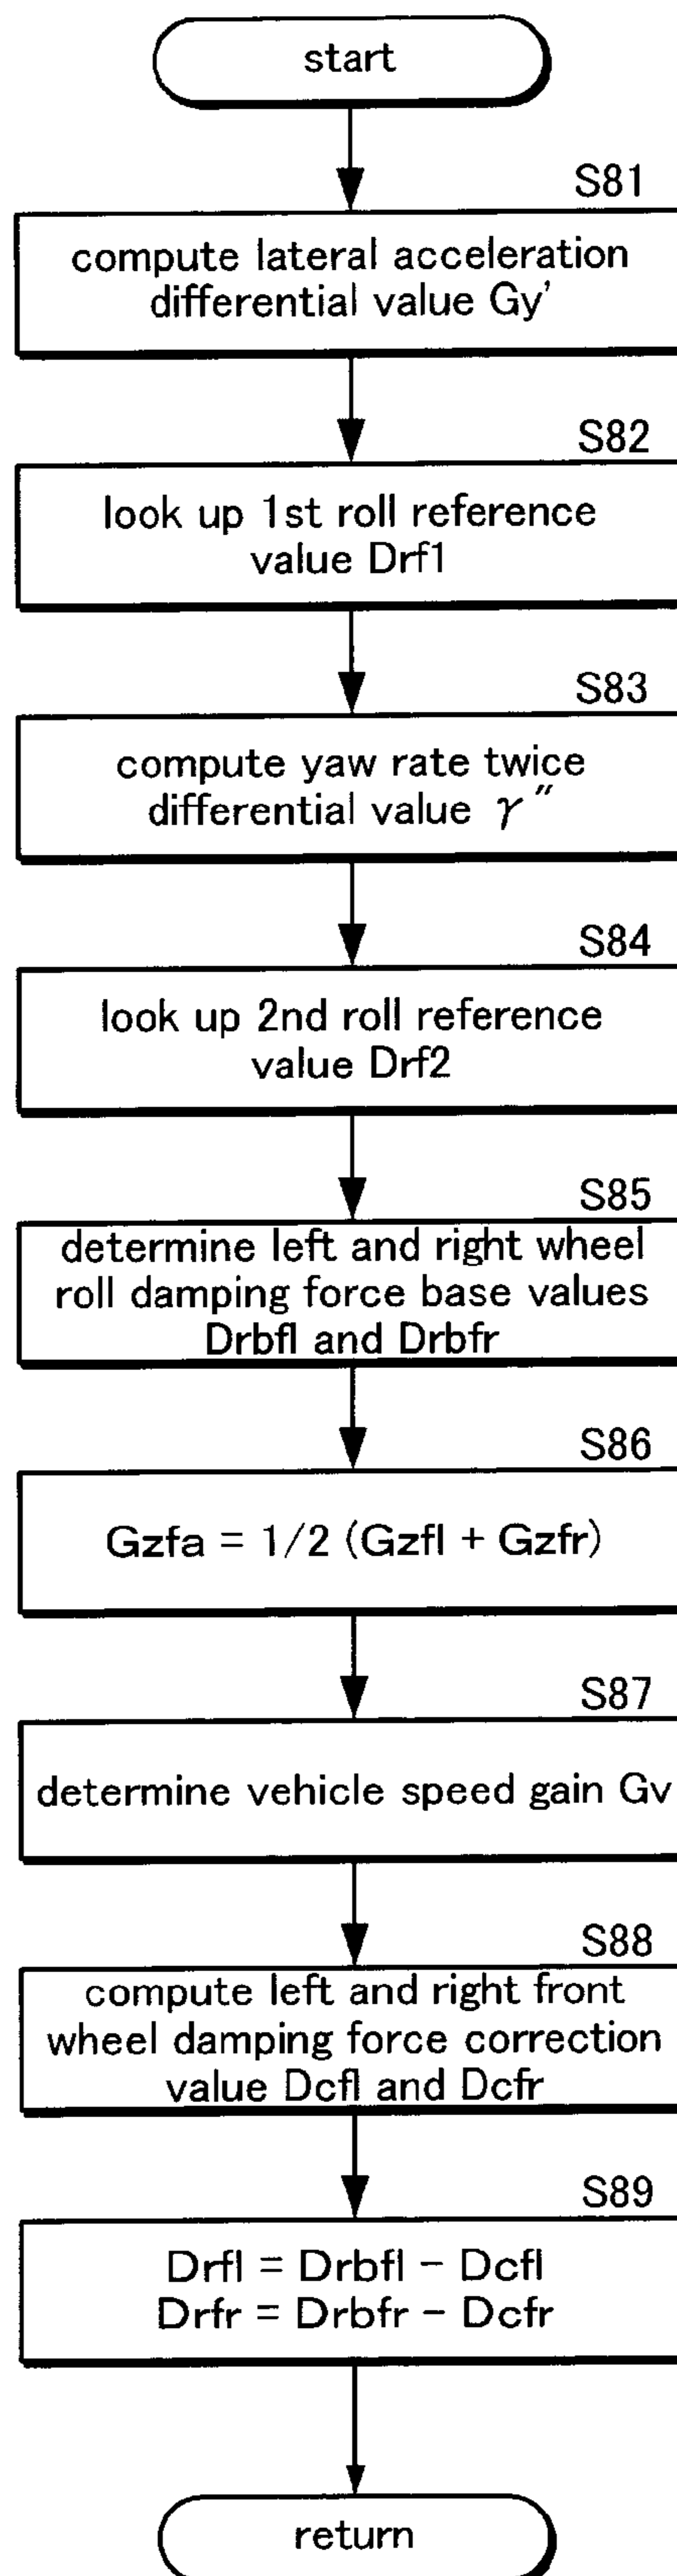 start
S81
compute lateral acceleration
differential value Gy'
S82
look up 1st roll reference
value Drf1
S83
compute yaw rate twice
differential value γ″
S84
look up 2nd roll reference
value Drf2
S85
determine left and right wheel
roll damping force base values
Drbfl and Drbfr
S86
Gzfa = 1/2 (Gzfl + Gzfr)
S87
determine vehicle speed gain Gv
S88
compute left and right front
wheel damping force correction
value Dcfl and Dcfr
S89
Drfl = Drbfl - Dcfl
Drfr = Drbfr - Dcfr
return